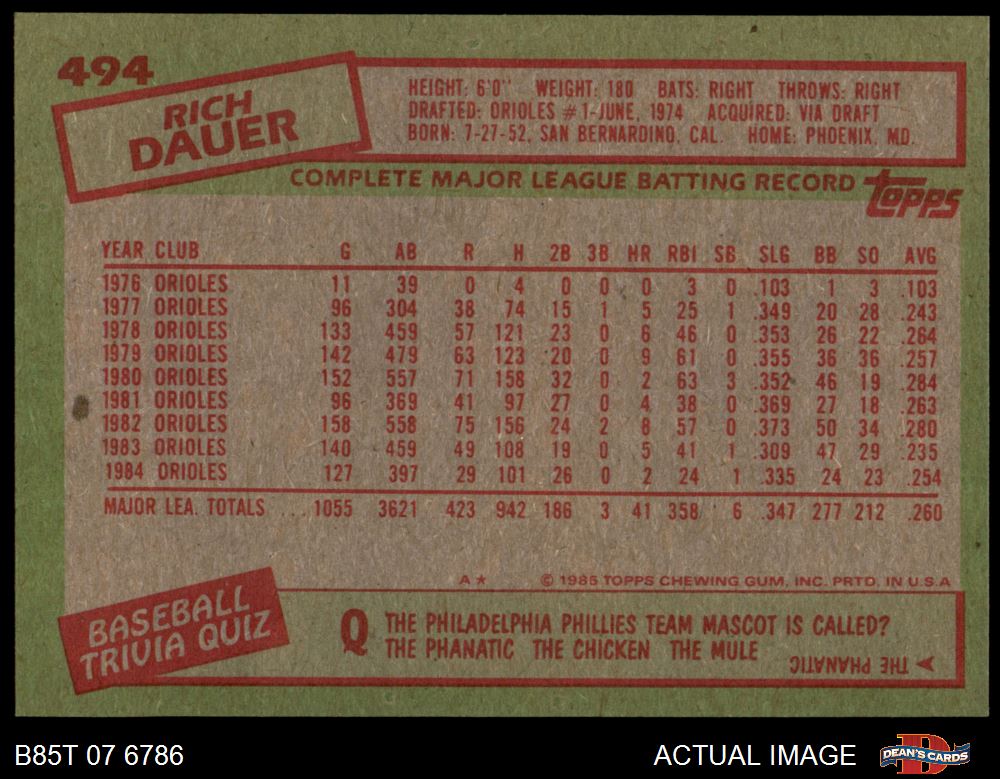 494
RICH
DAUER
HEIGHT: 6'0" WEIGHT: 180 BATS: RIGHT THROWS: RIGHT
DRAFTED: ORIOLES #1-JUNE, 1974 ACQUIRED: VIA DRAFT
BORN: 7-27-52, SAN BERNARDINO, CAL. HOME: PHOENIX, MD.
COMPLETE MAJOR LEAGUE BATTING RECORD topps
YEAR CLUB G AB R H 2B 3B HR RBI SB SLG BB SO AVG
1976 ORIOLES 11 39 0 4 0 0 0 3 0 .103 1 3 .103
1977 ORIOLES 96 304 38 74 15 1 5 25 1 .349 20 28 .243
1978 ORIOLES 133 459 57 121 23 0 6 46 0 .353 26 22 .264
1979 ORIOLES 142 479 63 123 20 0 9 61 0 .355 36 36 .257
1980 ORIOLES 152 557 71 158 32 0 2 63 3 .352 46 19 .284
1981 ORIOLES 96 369 41 97 27 0 4 38 0 .369 27 18 .263
1982 ORIOLES 158 558 75 156 24 2 8 57 0 .373 50 34 .280
1983 ORIOLES 140 459 49 108 19 0 5 41 1 .309 47 29 .235
1984 ORIOLES 127 397 29 101 26 0 2 24 1 .335 24 23 .254
MAJOR LEA. TOTALS ... 1055 3621 423 942 186 3 41 358 6 .347 277 212 .260
A★ © 1985 TOPPS CHEWING GUM, INC. PRTD. IN U.S.A
BASEBALL
TRIVIA QUIZ
Q THE PHILADELPHIA PHILLIES TEAM MASCOT IS CALLED?
THE PHANATIC THE CHICKEN THE MULE
THE PHANATIC
B85T 07 6786
ACTUAL IMAGE
DEAN'S CARDS